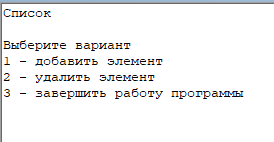 Список
Выберите вариант
1 – добавить элемент
2 – удалить элемент
3 – завершить работу программы